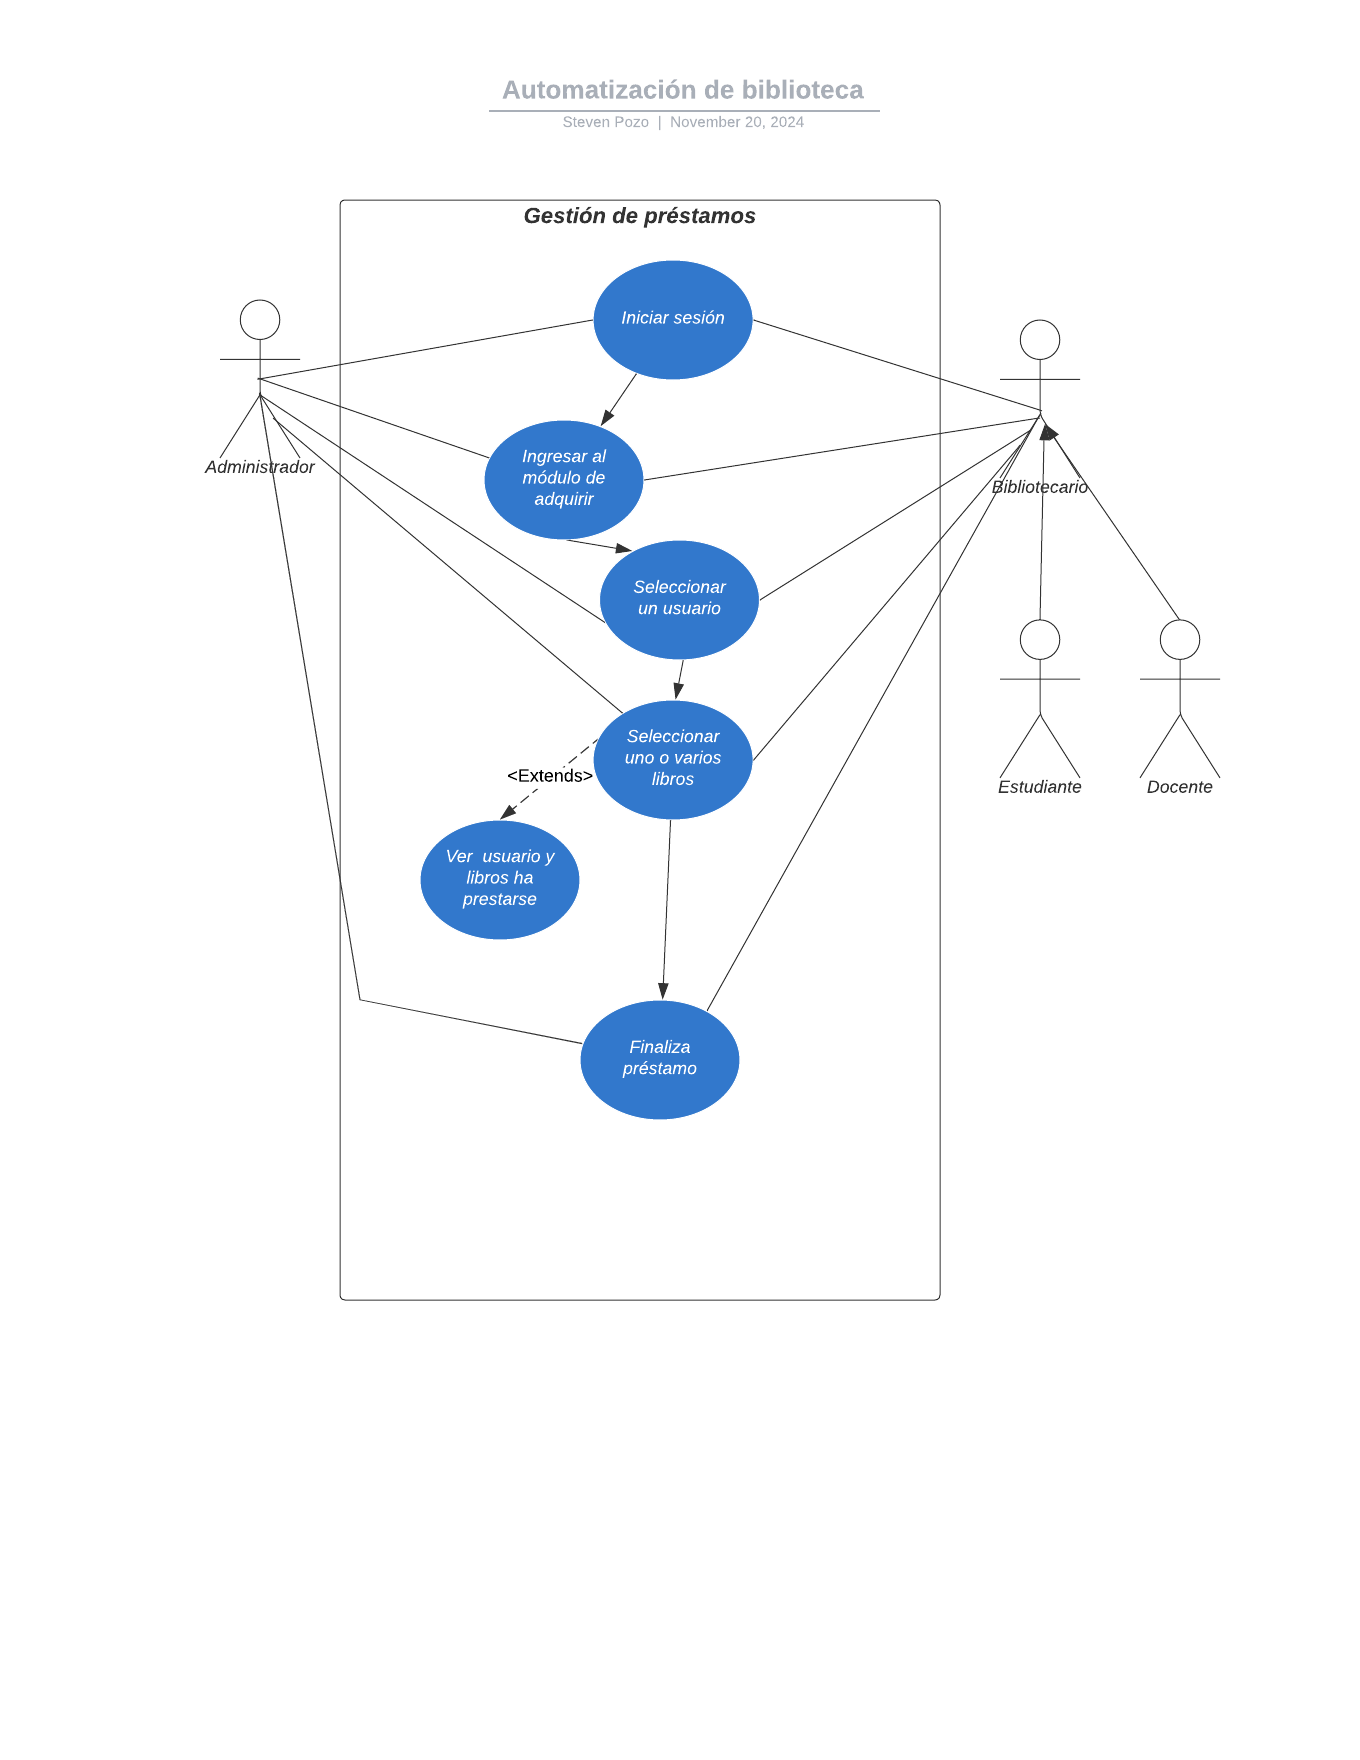 Automatización de biblioteca
Steven Pozo | November 20, 2024
Gestión de préstamos
Iniciar sesión
Administrador
Ingresar al
módulo de
adquirir
Bibliotecario
Seleccionar
un usuario
Seleccionar
uno o varios
libros
<Extends>
Estudiante
Docente
Ver usuario y
libros ha
prestarse
Finaliza
préstamo